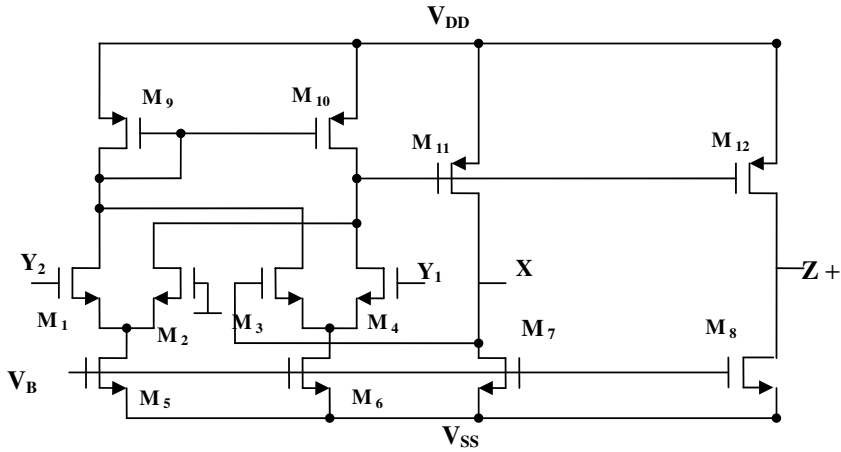 V_DD
M_9
M_10
M_11
M_12
Y_2
Y_1
X
Z +
M_1
M_2
M_3
M_4
M_7
M_8
V_B
M_5
M_6
V_SS